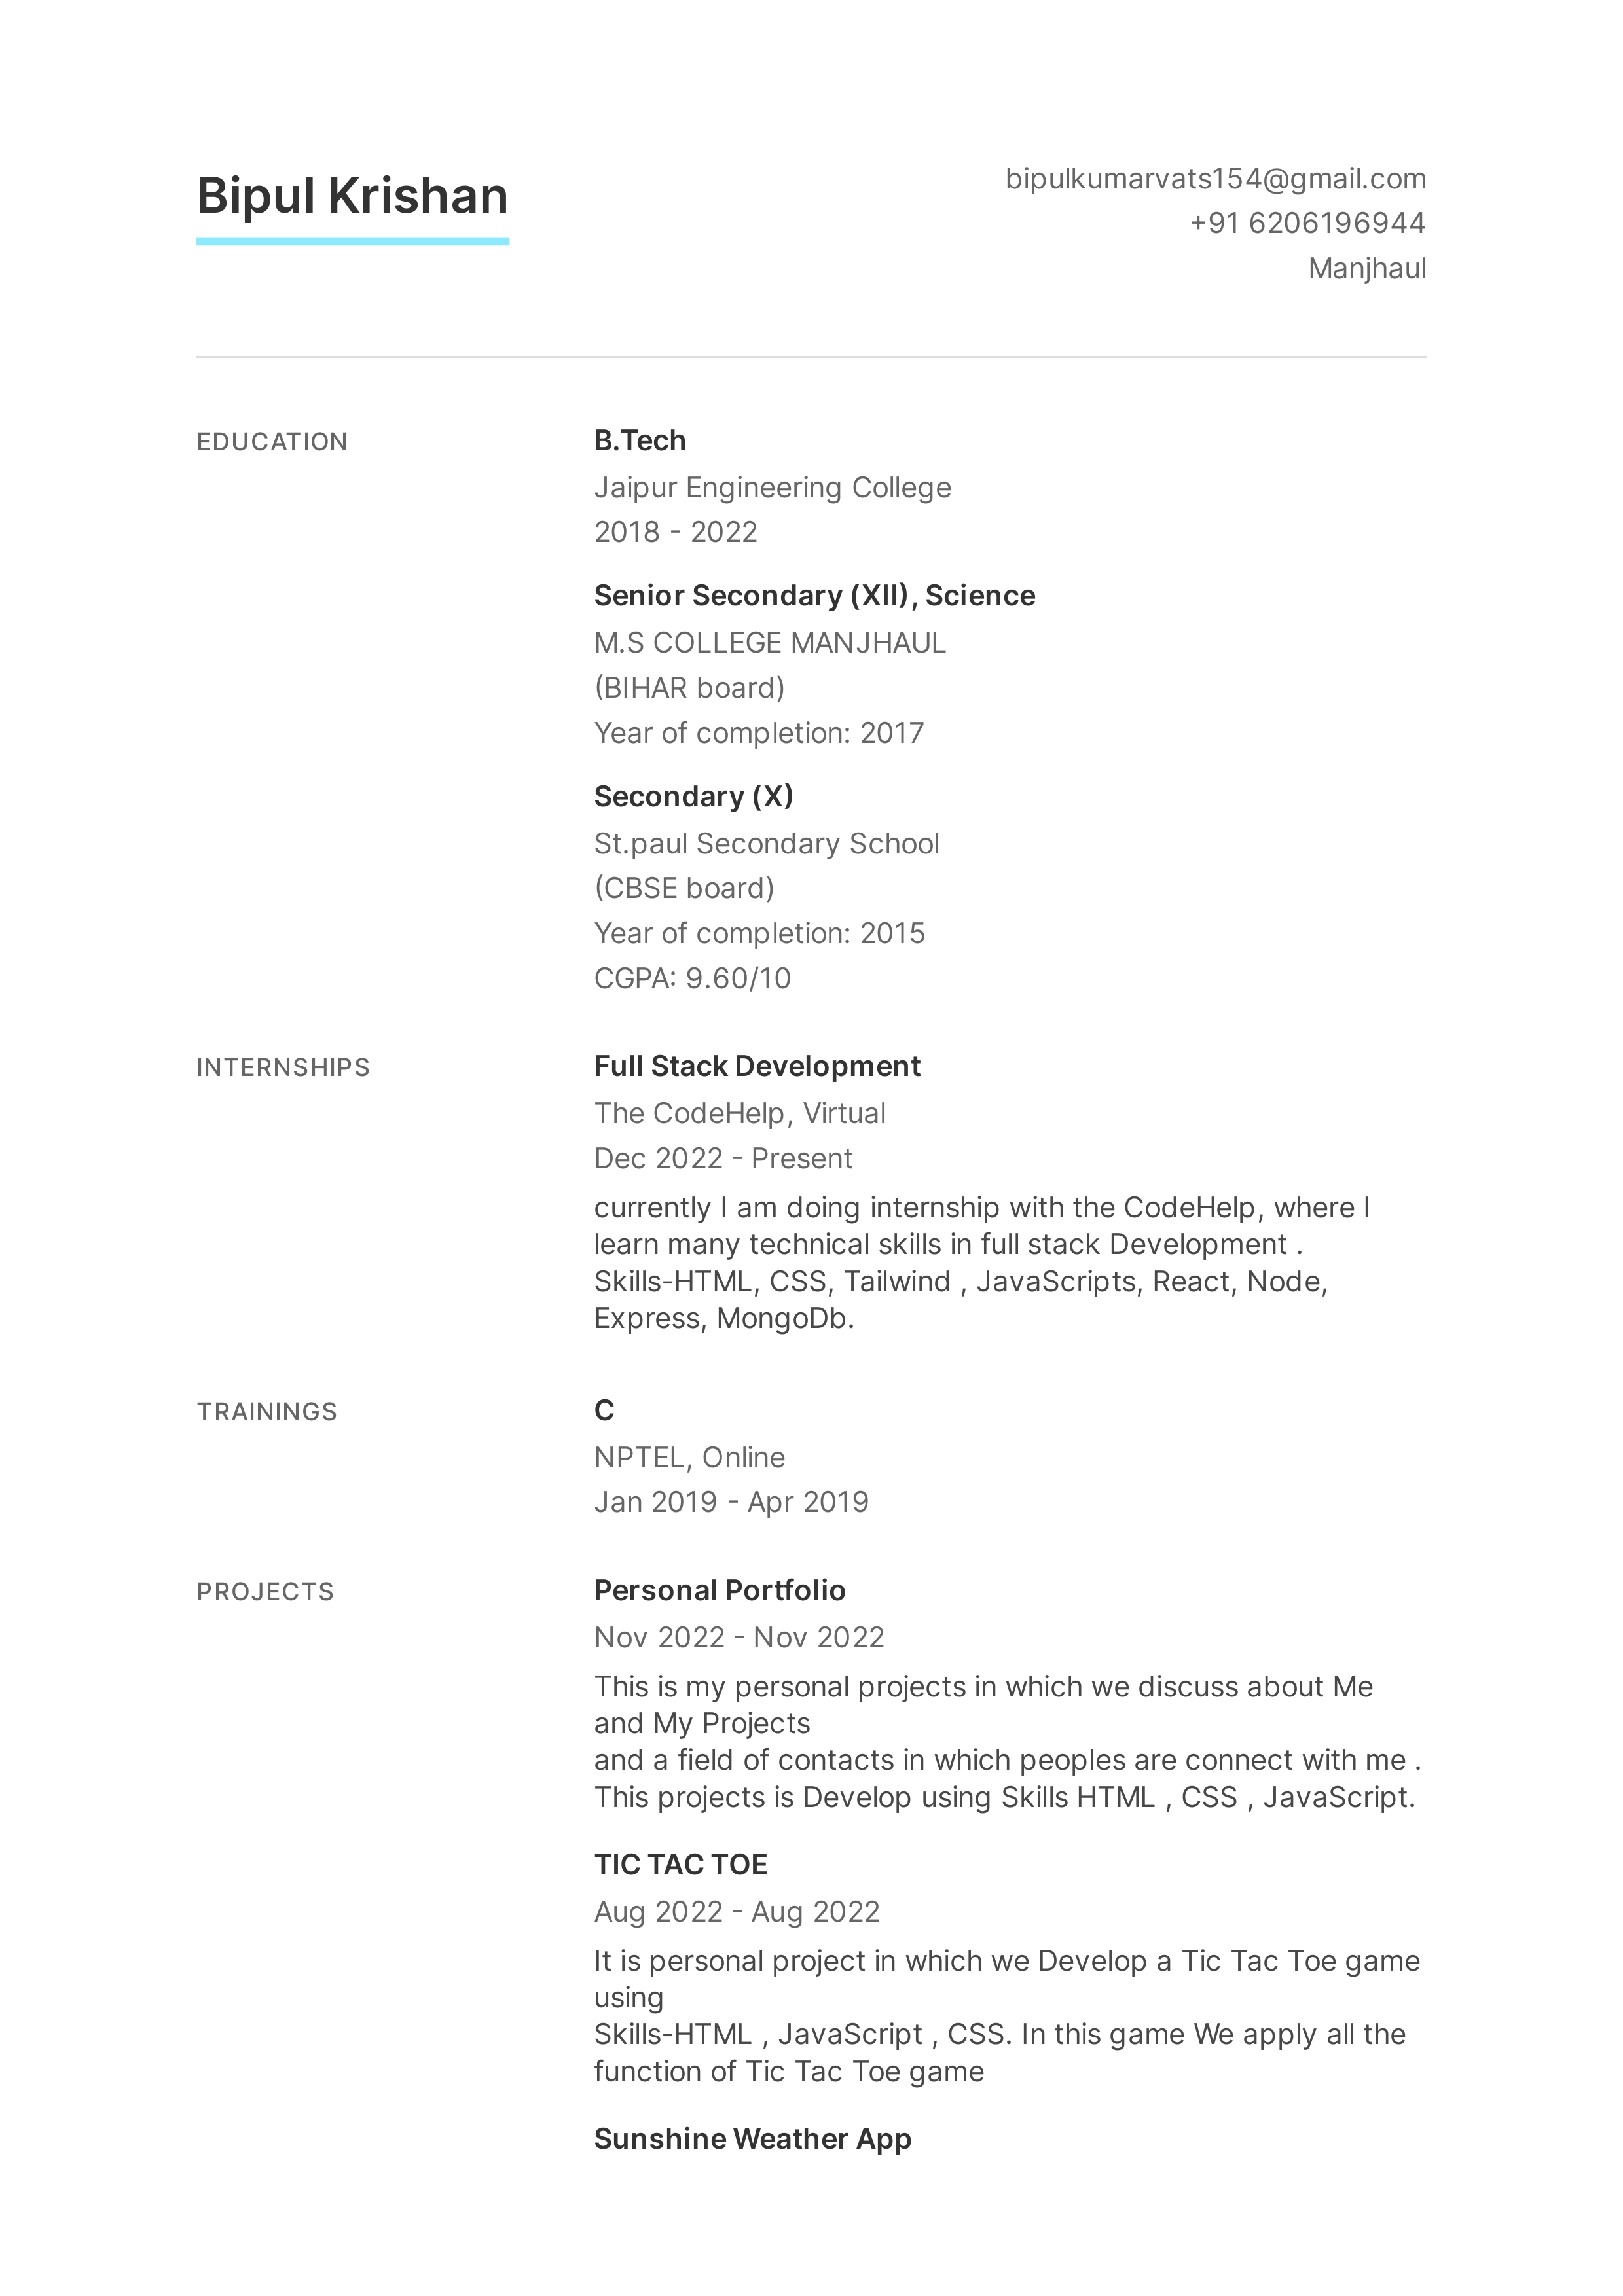 Bipul Krishan
bipulkumarvats154@gmail.com
+91 6206196944
Manjhaul
EDUCATION
B.Tech
Jaipur Engineering College
2018 - 2022
Senior Secondary (XII), Science
M.S COLLEGE MANJHAUL
(BIHAR board)
Year of completion: 2017
Secondary (X)
St.paul Secondary School
(CBSE board)
Year of completion: 2015
CGPA: 9.60/10
INTERNSHIPS
Full Stack Development
The CodeHelp, Virtual
Dec 2022 - Present
currently I am doing internship with the CodeHelp, where I
learn many technical skills in full stack Development .
Skills-HTML, CSS, Tailwind , JavaScripts, React, Node,
Express, MongoDb.
TRAININGS
C
NPTEL, Online
Jan 2019 - Apr 2019
PROJECTS
Personal Portfolio
Nov 2022 - Nov 2022
This is my personal projects in which we discuss about Me
and My Projects
and a field of contacts in which peoples are connect with me .
This projects is Develop using Skills HTML , CSS , JavaScript.
TIC TAC TOE
Aug 2022 - Aug 2022
It is personal project in which we Develop a Tic Tac Toe game
using
Skills-HTML , JavaScript , CSS. In this game We apply all the
function of Tic Tac Toe game
Sunshine Weather App